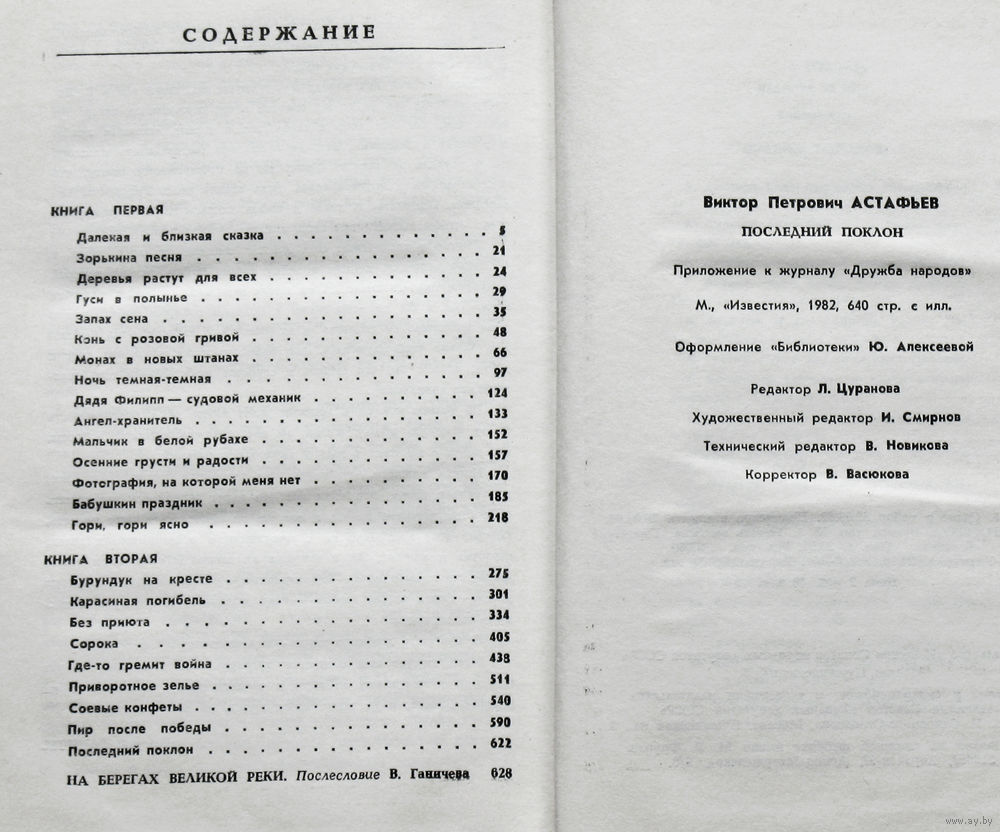 СОДЕРЖАНИЕ
КНИГА ПЕРВАЯ
Далекая и близкая сказка . . . . . . . . . . . . . 5
Зорькина песня . . . . . . . . . . . . . . . . . 21
Деревья растут для всех . . . . . . . . . . . . . 24
Гуси в полынье . . . . . . . . . . . . . . . . 29
Запах сена . . . . . . . . . . . . . . . . . . 35
Конь с розовой гривой . . . . . . . . . . . . . 48
Монах в новых штанах . . . . . . . . . . . . . 66
Ночь темная-темная . . . . . . . . . . . . . . 97
Дядя Филипп — судовой механик . . . . . . . . . 124
Ангел-хранитель . . . . . . . . . . . . . . . . 133
Мальчик в белой рубахе . . . . . . . . . . . . . 152
Осенние грусти и радости . . . . . . . . . . . . 157
Фотография, на которой меня нет . . . . . . . . . 170
Бабушкин праздник . . . . . . . . . . . . . . . 185
Гори, гори ясно . . . . . . . . . . . . . . . 218
КНИГА ВТОРАЯ
Бурундук на кресте . . . . . . . . . . . . . . 275
Карасиная погибель . . . . . . . . . . . . . . 301
Без приюта . . . . . . . . . . . . . . . . . 334
Сорока . . . . . . . . . . . . . . . . . . . 405
Где-то гремит война . . . . . . . . . . . . . . 438
Приворотное зелье . . . . . . . . . . . . . . . 511
Соевые конфеты . . . . . . . . . . . . . . . . 540
Пир после победы . . . . . . . . . . . . . . . 590
Последний поклон . . . . . . . . . . . . . . . 622
НА БЕРЕГАХ ВЕЛИКОЙ РЕКИ. Послесловие В. Ганичева 628
Виктор Петрович АСТАФЬЕВ
ПОСЛЕДНИЙ ПОКЛОН
Приложение к журналу «Дружба народов»
М., «Известия», 1982, 640 стр. с илл.
Оформление «Библиотеки» Ю. Алексеевой
Редактор Л. Цуранова
Художественный редактор И. Смирнов
Технический редактор В. Новикова
Корректор В. Васюкова
www.ay.by